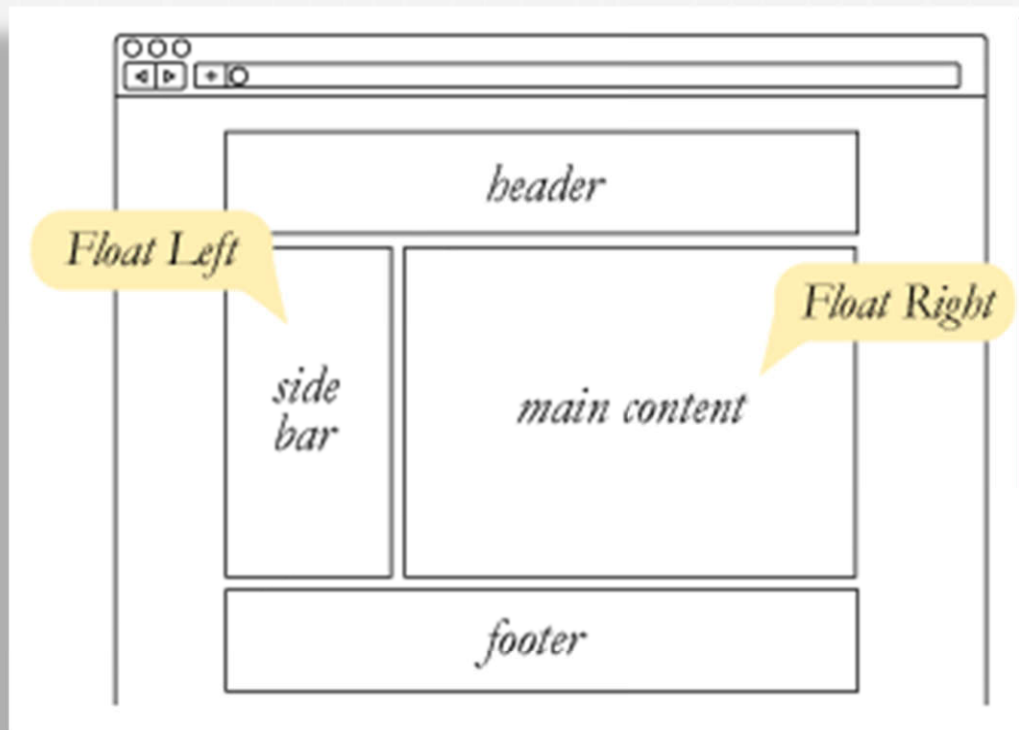 header
Float Left
Float Right
side
bar
main content
footer